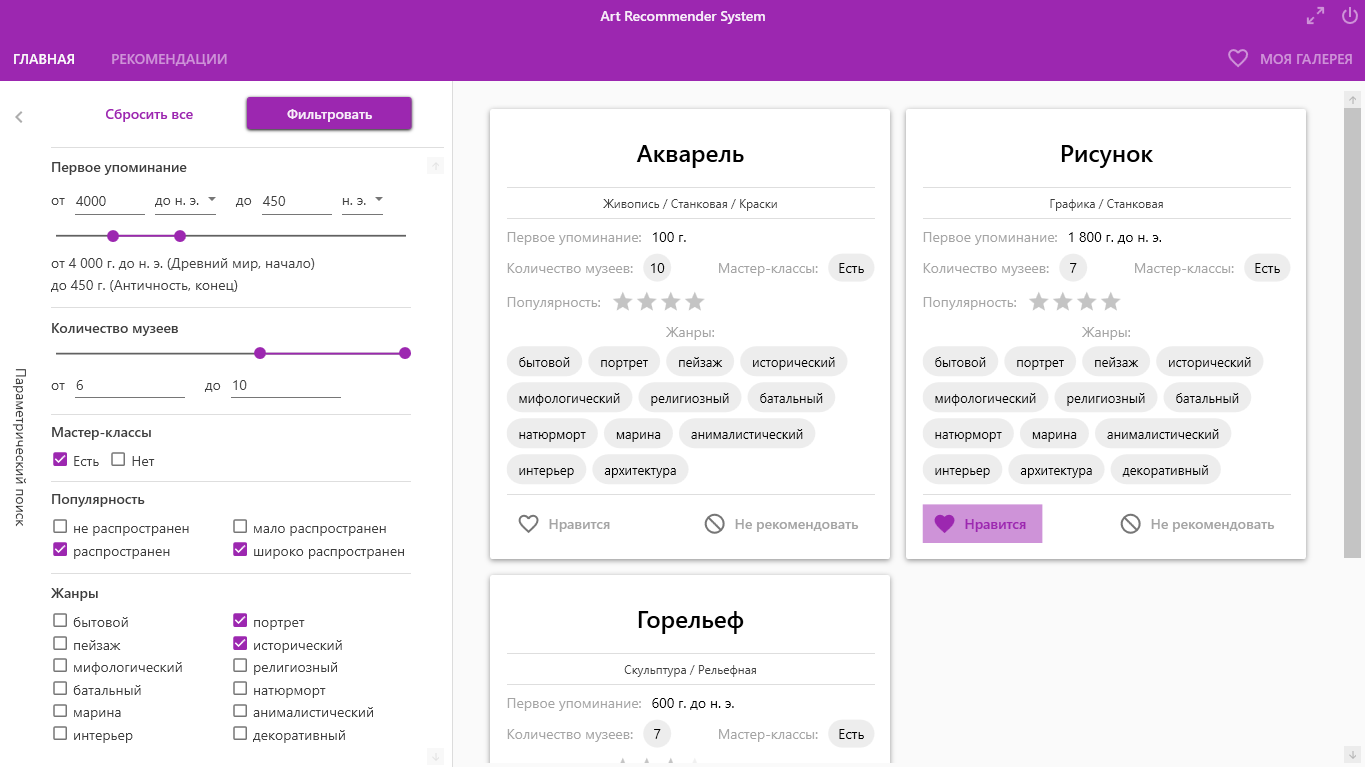 Art Recommender System
ГЛАВНАЯ РЕКОМЕНДАЦИИ МОЯ ГАЛЕРЕЯ
Параметрический поиск
Сбросить все Фильтровать
Первое упоминание
от 4000 до н. э. до 450 н. э.
от 4 000 г. до н. э. (Древний мир, начало)
до 450 г. (Античность, конец)
Количество музеев
от 6 до 10
Мастер-классы
Есть Нет
Популярность
не распространен мало распространен
распространен широко распространен
Жанры
бытовой портрет
пейзаж исторический
мифологический религиозный
батальный натюрморт
марина анималистический
интерьер декоративный
Акварель
Живопись / Станковая / Краски
Первое упоминание: 100 г.
Количество музеев: 10 Мастер-классы: Есть
Популярность:
Жанры:
бытовой портрет пейзаж исторический
мифологический религиозный батальный
натюрморт марина анималистический
интерьер архитектура
Нравится Не рекомендовать
Рисунок
Графика / Станковая
Первое упоминание: 1 800 г. до н. э.
Количество музеев: 7 Мастер-классы: Есть
Популярность:
Жанры:
бытовой портрет пейзаж исторический
мифологический религиозный батальный
натюрморт марина анималистический
интерьер архитектура декоративный
Нравится Не рекомендовать
Горельеф
Скульптура / Рельефная
Первое упоминание: 600 г. до н. э.
Количество музеев: 7 Мастер-классы: Есть